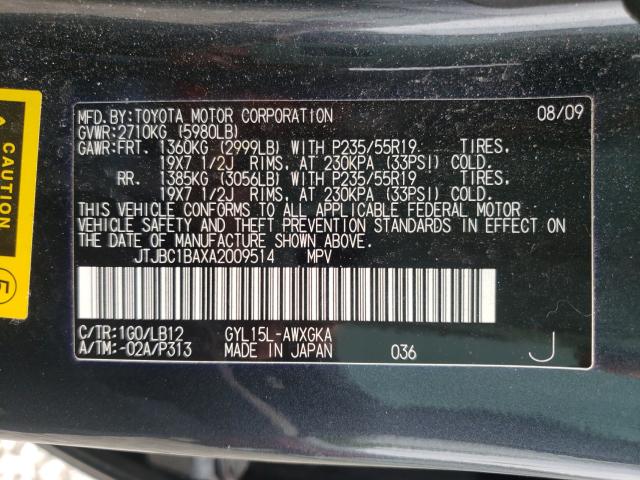 MFD.BY:TOYOTA MOTOR CORPORATION 08/09
GVWR:2710KG (5980LB)
GAWR:FRT. 1360KG (2999LB) WITH P235/55R19 TIRES,
19X7 1/2J RIMS, AT 230KPA (33PSI) COLD.
RR. 1385KG (3056LB) WITH P235/55R19 TIRES,
19X7 1/2J RIMS, AT 230KPA (33PSI) COLD.
THIS VEHICLE CONFORMS TO ALL APPLICABLE FEDERAL MOTOR
VEHICLE SAFETY AND THEFT PREVENTION STANDARDS IN EFFECT ON
THE DATE OF MANUFACTURE SHOWN ABOVE.
JTJBC1BAXA2009514 MPV
C/TR:1G0/LB12 GYL15L-AWXGKA
A/TM:-02A/P313 MADE IN JAPAN 036 J
CAUTION